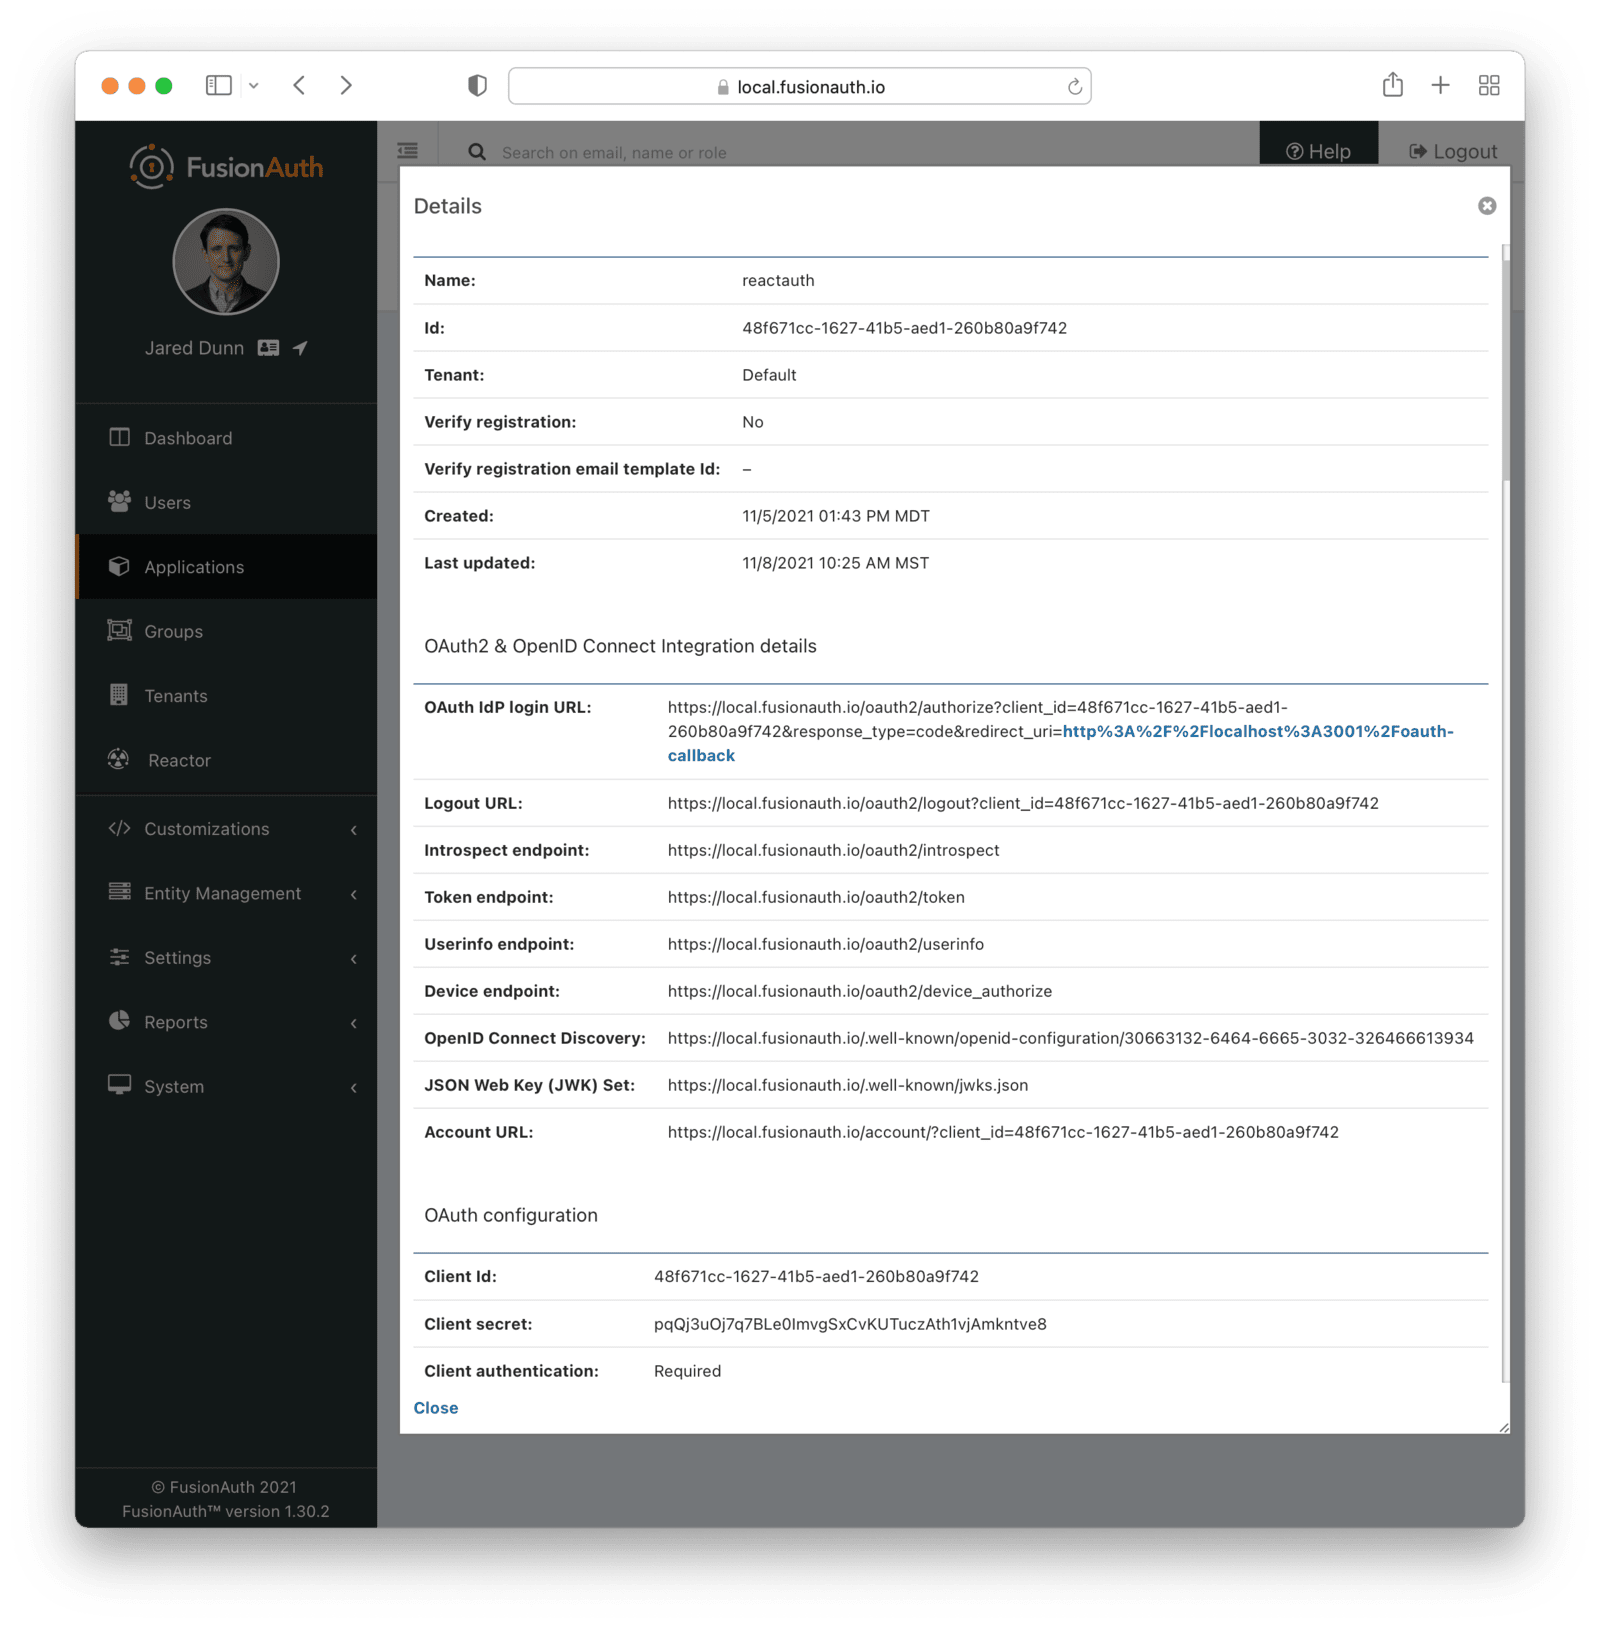 local.fusionauth.io
FusionAuth
Search on email, name or role
Help
Logout
Jared Dunn
Dashboard
Users
Applications
Groups
Tenants
Reactor
Customizations
Entity Management
Settings
Reports
System
© FusionAuth 2021
FusionAuth™ version 1.30.2
Details
Name: reactauth
Id: 48f671cc-1627-41b5-aed1-260b80a9f742
Tenant: Default
Verify registration: No
Verify registration email template Id: –
Created: 11/5/2021 01:43 PM MDT
Last updated: 11/8/2021 10:25 AM MST
OAuth2 & OpenID Connect Integration details
OAuth IdP login URL: https://local.fusionauth.io/oauth2/authorize?client_id=48f671cc-1627-41b5-aed1-
260b80a9f742&response_type=code&redirect_uri=http%3A%2F%2Flocalhost%3A3001%2Foauth-
callback
Logout URL: https://local.fusionauth.io/oauth2/logout?client_id=48f671cc-1627-41b5-aed1-260b80a9f742
Introspect endpoint: https://local.fusionauth.io/oauth2/introspect
Token endpoint: https://local.fusionauth.io/oauth2/token
Userinfo endpoint: https://local.fusionauth.io/oauth2/userinfo
Device endpoint: https://local.fusionauth.io/oauth2/device_authorize
OpenID Connect Discovery: https://local.fusionauth.io/.well-known/openid-configuration/30663132-6464-6665-3032-326466613934
JSON Web Key (JWK) Set: https://local.fusionauth.io/.well-known/jwks.json
Account URL: https://local.fusionauth.io/account/?client_id=48f671cc-1627-41b5-aed1-260b80a9f742
OAuth configuration
Client Id: 48f671cc-1627-41b5-aed1-260b80a9f742
Client secret: pqQj3uOj7q7BLe0ImvgSxCvKUTuczAth1vjAmkntve8
Client authentication: Required
Close